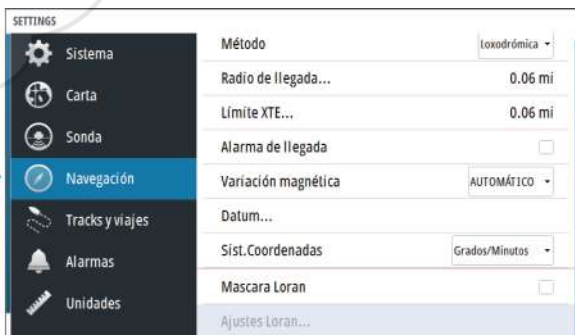 SETTINGS
Sistema
Carta
Sonda
Navegación
Tracks y viajes
Alarmas
Unidades
Método Loxodrómica
Radio de llegada... 0.06 mi
Límite XTE... 0.06 mi
Alarma de llegada
Variación magnética AUTOMÁTICO
Datum...
Sist.Coordenadas Grados/Minutos
Mascara Loran
Ajustes Loran...